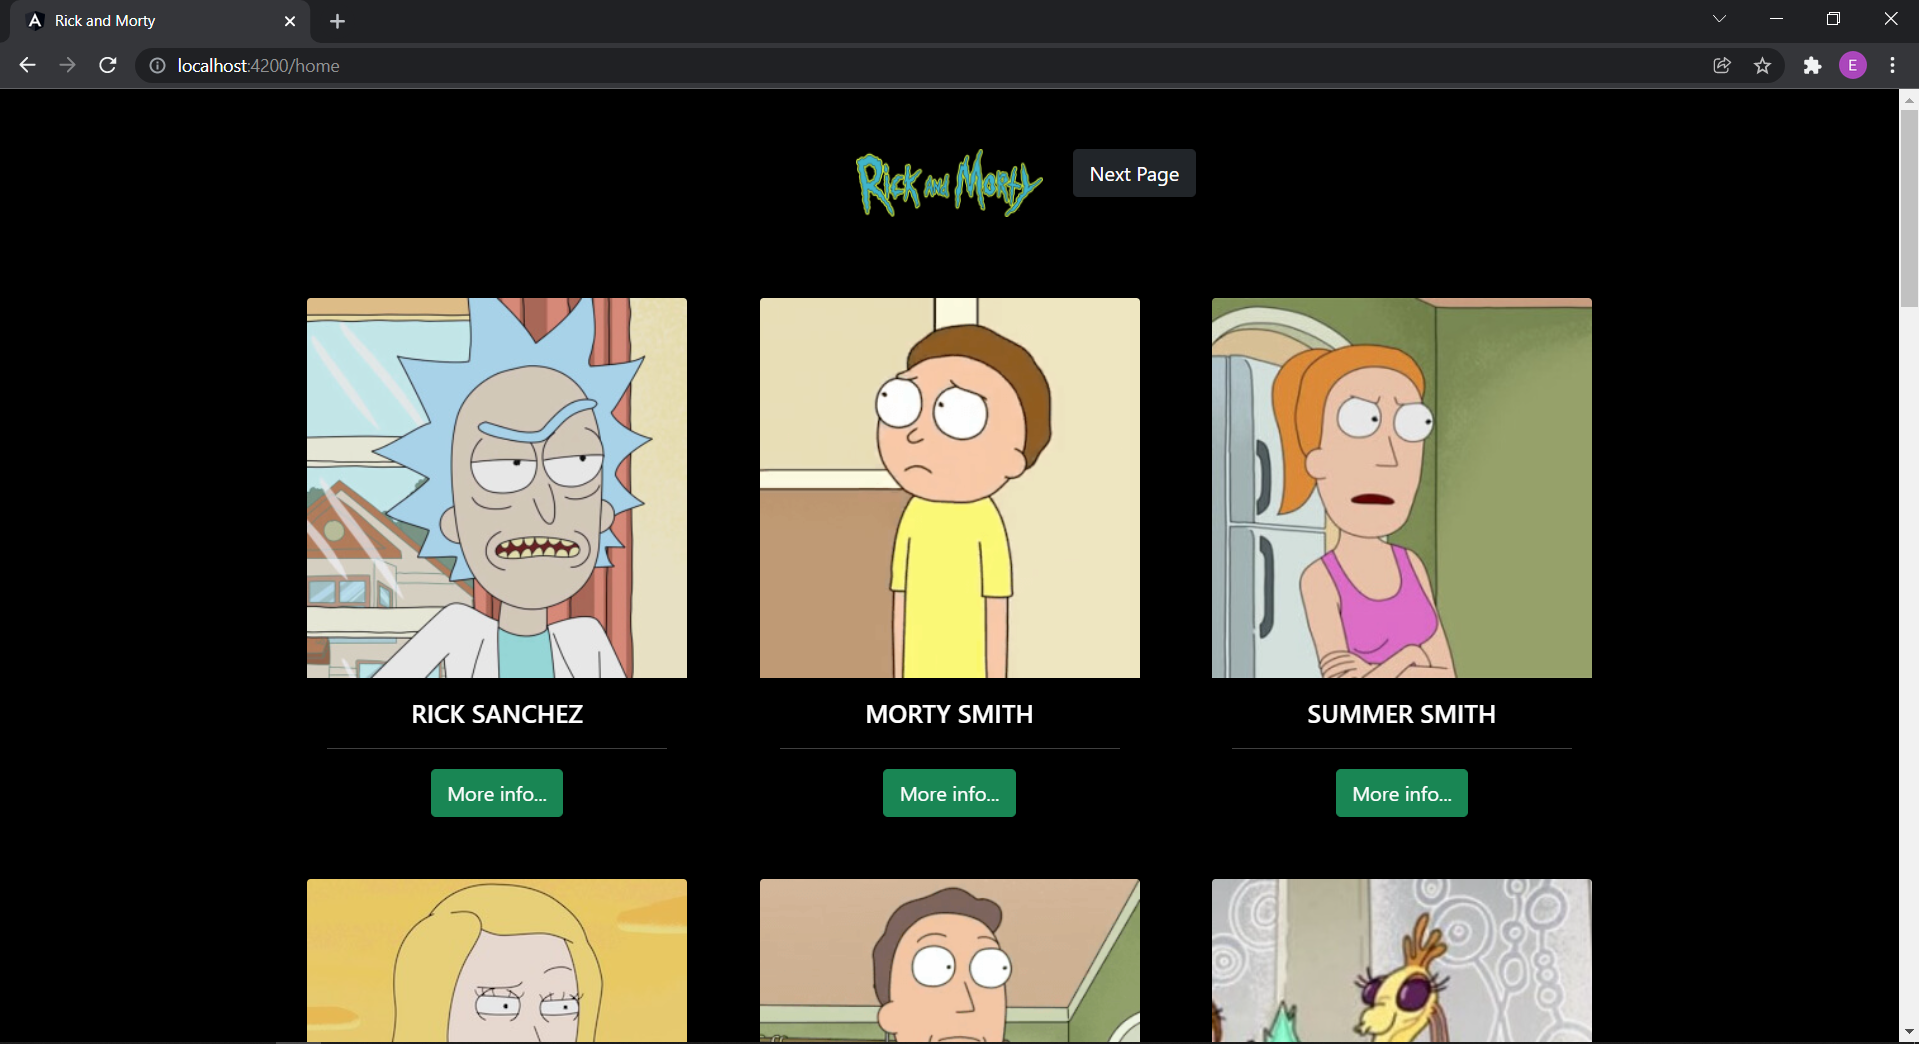 Rick and Morty
localhost:4200/home
E
Rick and Morty
Next Page
RICK SANCHEZ
MORTY SMITH
SUMMER SMITH
More info...
More info...
More info...